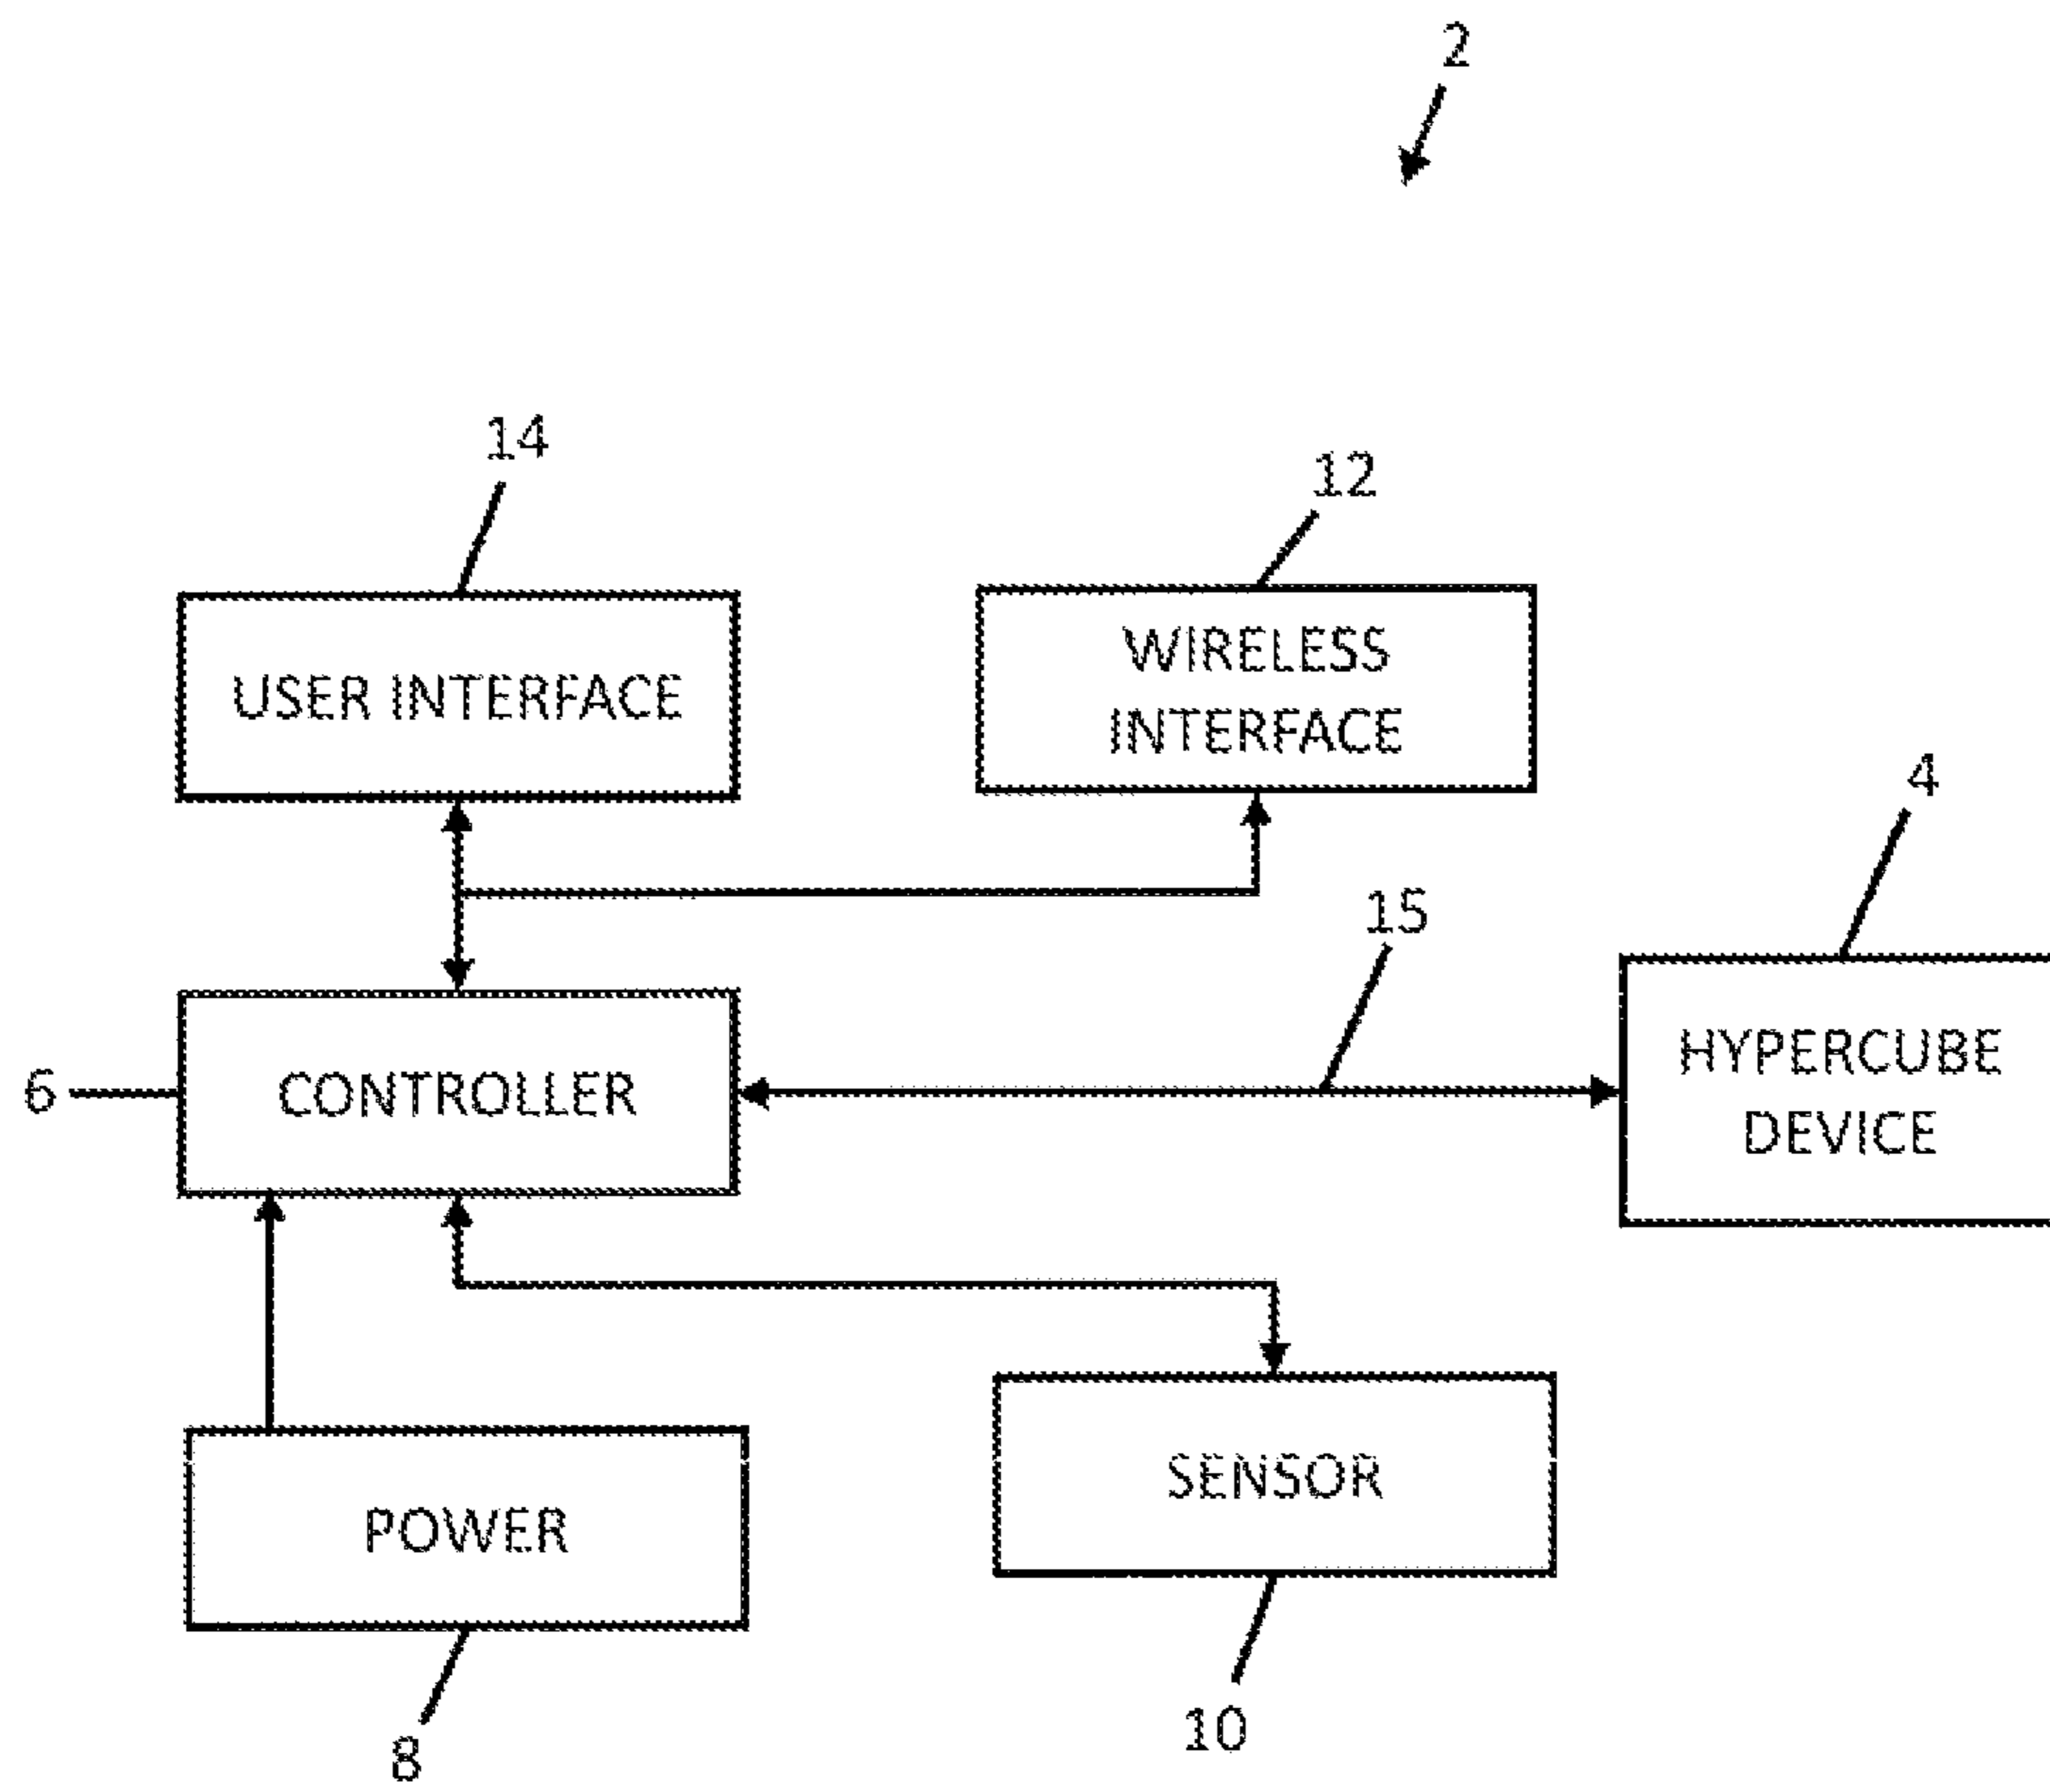 2
14
12
USER INTERFACE
WIRELESS
INTERFACE
4
15
6
CONTROLLER
HYPERCUBE
DEVICE
POWER
SENSOR
8
10